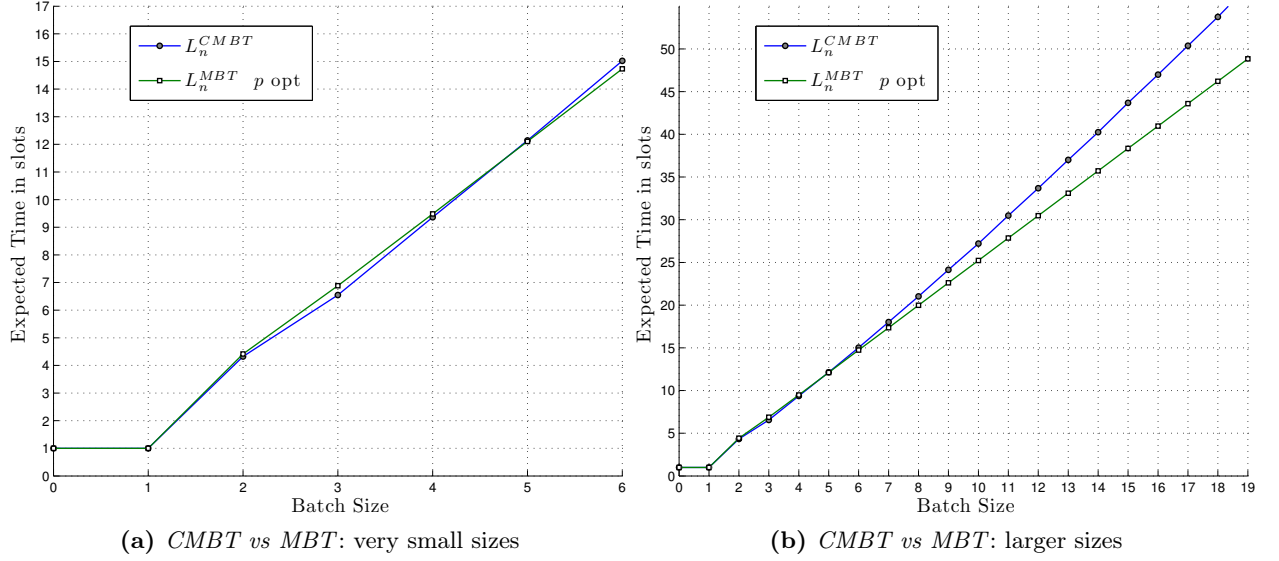 17
16
15
14
13
12
11
10
9
8
7
6
5
4
3
2
1
0
Expected Time in slots
L_n^{CMBT}
L_n^{MBT} p opt
0 1 2 3 4 5 6
Batch Size
(a) CMBT vs MBT: very small sizes
50
45
40
35
30
25
20
15
10
5
0
Expected Time in slots
L_n^{CMBT}
L_n^{MBT} p opt
0 1 2 3 4 5 6 7 8 9 10 11 12 13 14 15 16 17 18 19
Batch Size
(b) CMBT vs MBT: larger sizes